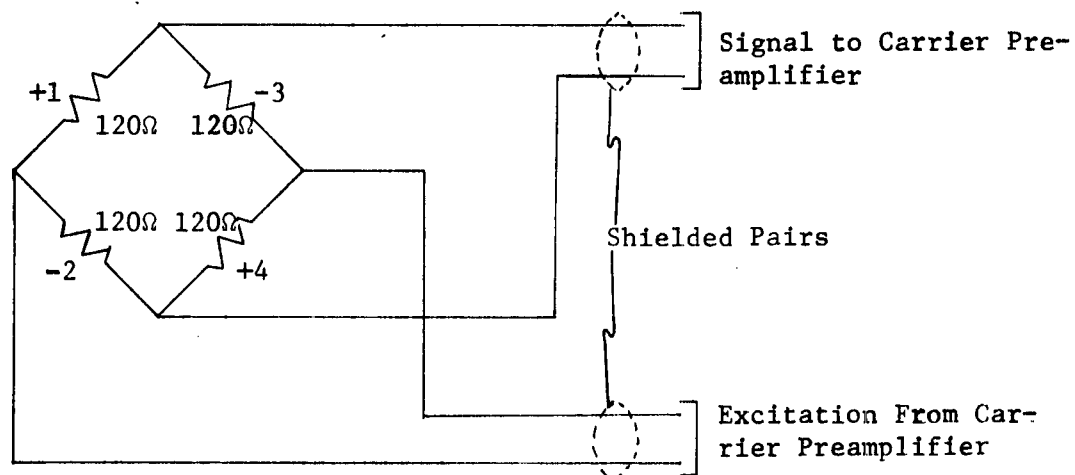 Signal to Carrier Pre-
amplifier
+1
-3
120Ω 120Ω
120Ω 120Ω
-2
+4
Shielded Pairs
Excitation From Car-
rier Preamplifier